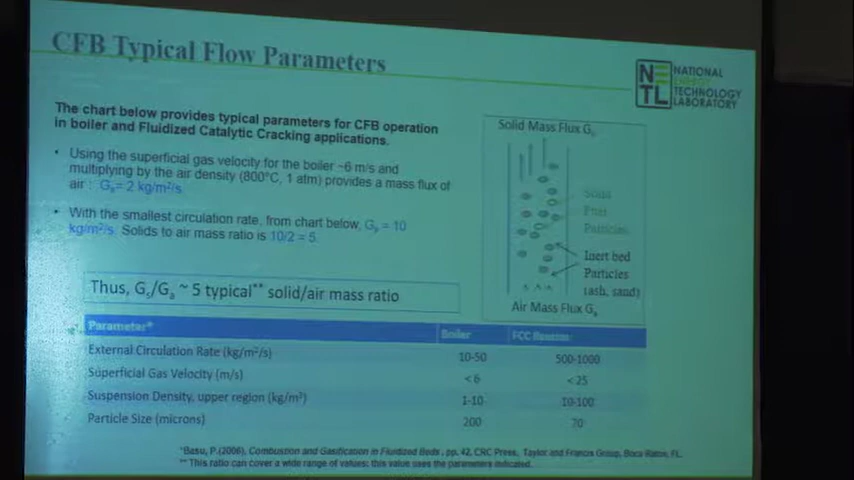 CFB Typical Flow Parameters
NETL
NATIONAL
ENERGY
TECHNOLOGY
LABORATORY
The chart below provides typical parameters for CFB operation
in boiler and Fluidized Catalytic Cracking applications.
• Using the superficial gas velocity for the boiler ~6 m/s and
multiplying by the air density (800°C, 1 atm) provides a mass flux of
air : Gₐ= 2 kg/m²/s
• With the smallest circulation rate, from chart below, Gₛ = 10
kg/m²/s. Solids to air mass ratio is 10/2 = 5
Thus, Gₛ/Gₐ ~ 5 typical** solid/air mass ratio
Solid Mass Flux Gₛ
Solid
Fuel
Particles
Inert bed
Particles
(ash, sand)
Air Mass Flux Gₐ
Parameter* Boiler FCC Reactor
External Circulation Rate (kg/m²/s) 10-50 500-1000
Superficial Gas Velocity (m/s) <6 <25
Suspension Density, upper region (kg/m³) 1-10 10-100
Particle Size (microns) 200 70
*Basu, P.(2006), Combustion and Gasification in Fluidized Beds , pp. 42, CRC Press, Taylor and Francis Group, Boca Raton, FL.
** This ratio can cover a wide range of values; this value uses the parameters indicated.